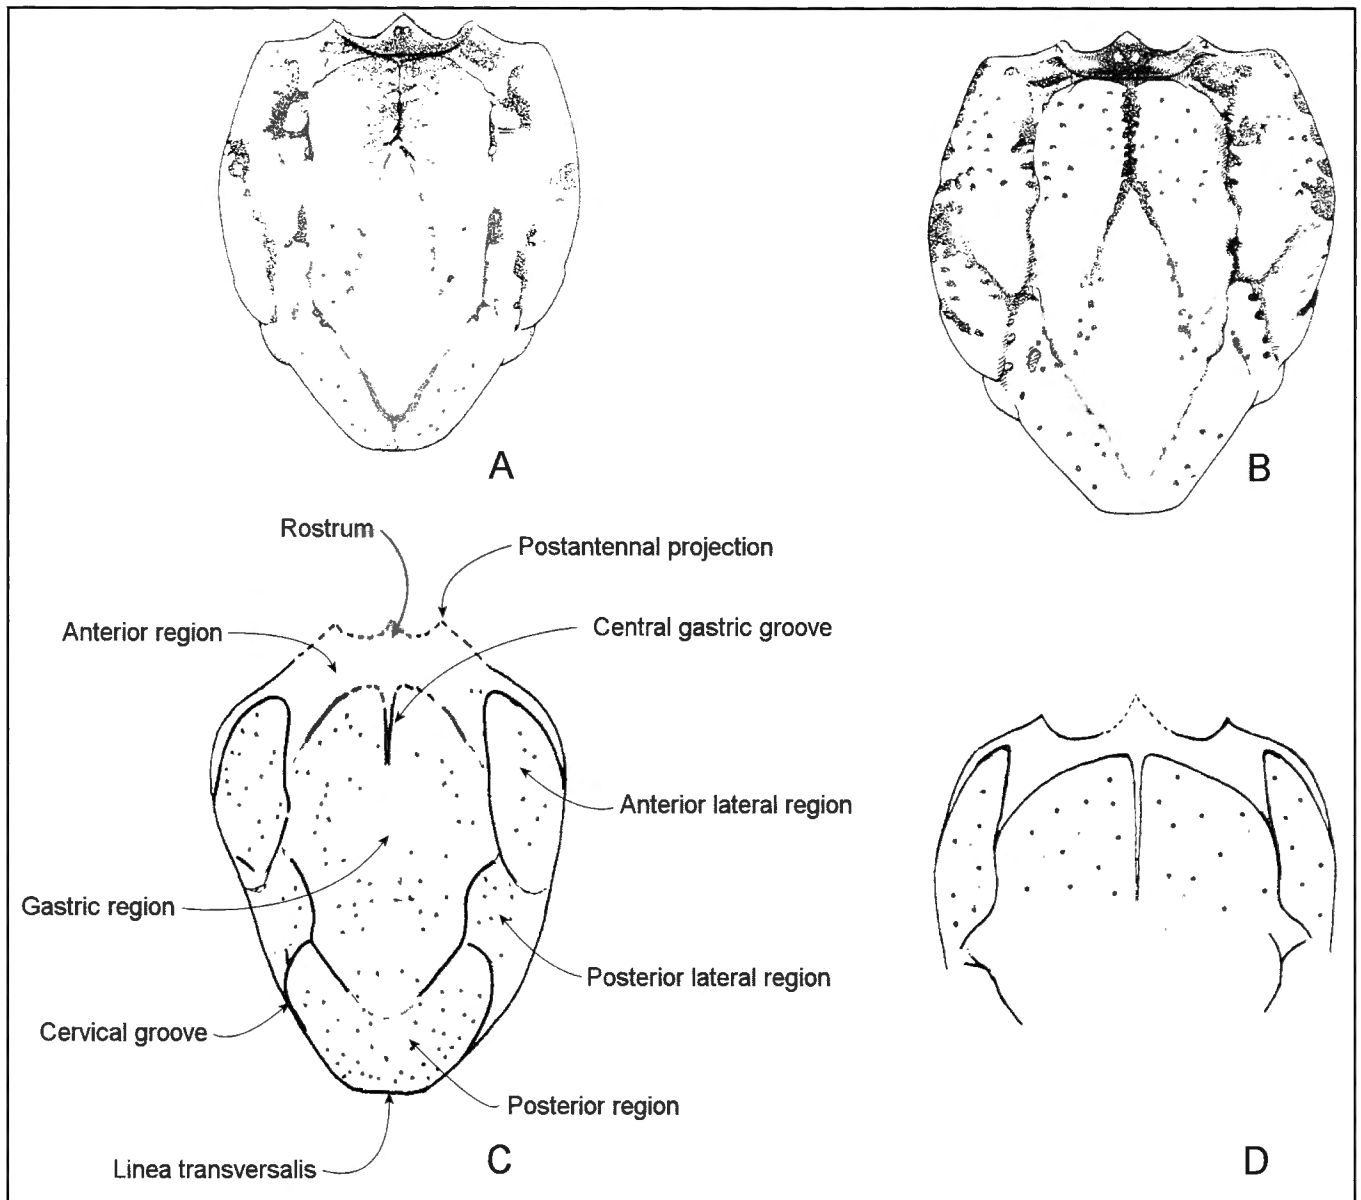 A
B
Rostrum
Postantennal projection
Anterior region
Central gastric groove
Anterior lateral region
Gastric region
Posterior lateral region
Cervical groove
Posterior region
Linea transversalis
C
D